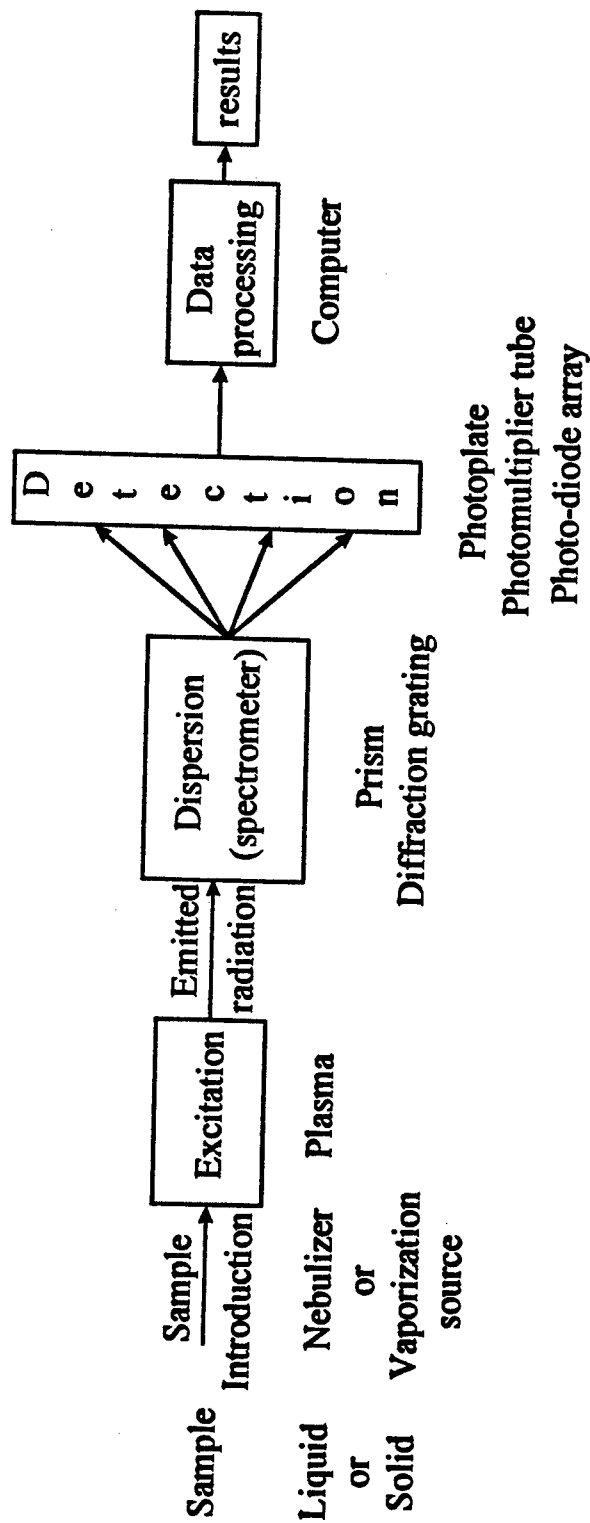 Sample
Liquid
or
Solid
Sample
Introduction
Nebulizer
or
Vaporization
source
Excitation
Plasma
Emitted
radiation
Dispersion
(spectrometer)
Prism
Diffraction grating
Detection
Photoplate
Photomultiplier tube
Photo-diode array
Data
processing
Computer
results